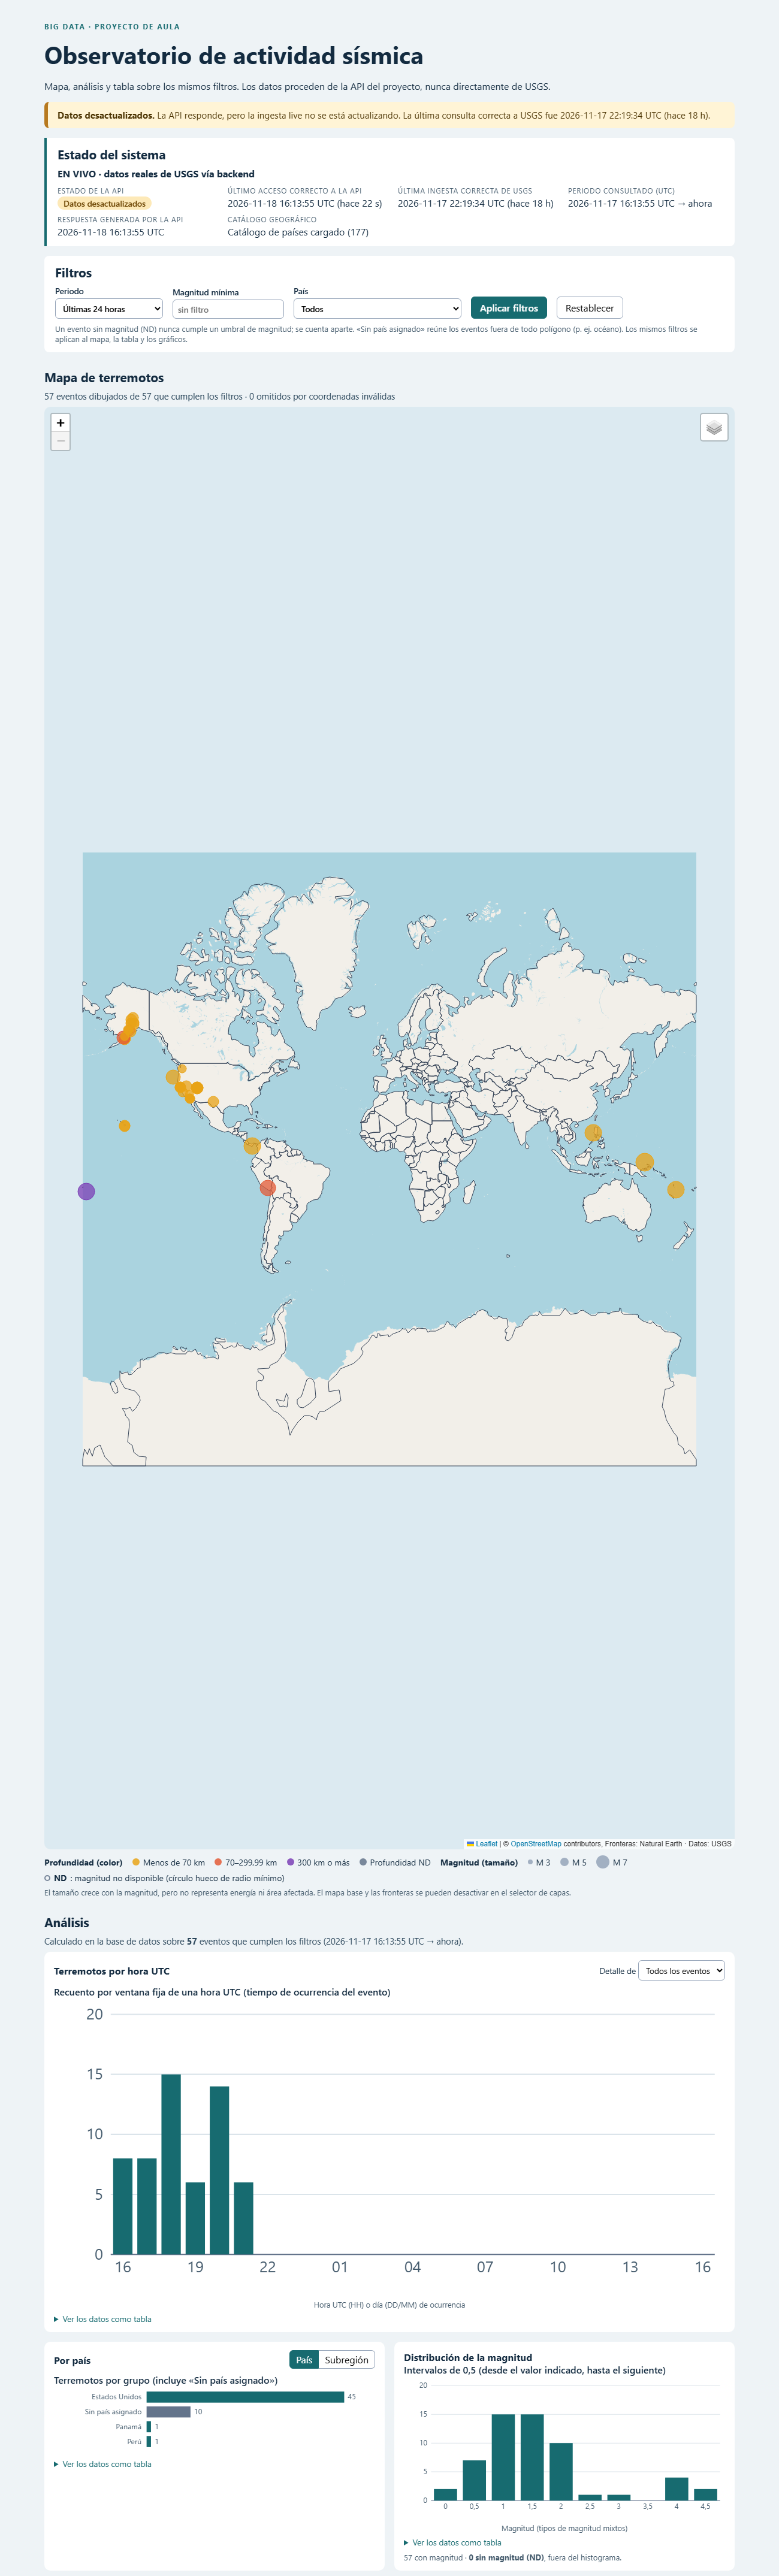 BIG DATA · PROYECTO DE AULA
Observatorio de actividad sísmica
Mapa, análisis y tabla sobre los mismos filtros. Los datos proceden de la API del proyecto, nunca directamente de USGS.
Datos desactualizados. La API responde, pero la ingesta live no se está actualizando. La última consulta correcta a USGS fue 2026-11-17 22:19:34 UTC (hace 18 h).
Estado del sistema
EN VIVO · datos reales de USGS vía backend
ESTADO DE LA API
Datos desactualizados
ÚLTIMO ACCESO CORRECTO A LA API
2026-11-18 16:13:55 UTC (hace 22 s)
ÚLTIMA INGESTA CORRECTA DE USGS
2026-11-17 22:19:34 UTC (hace 18 h)
PERIODO CONSULTADO (UTC)
2026-11-17 16:13:55 UTC → ahora
RESPUESTA GENERADA POR LA API
2026-11-18 16:13:55 UTC
CATÁLOGO GEOGRÁFICO
Catálogo de países cargado (177)
Filtros
Periodo
Últimas 24 horas
Magnitud mínima
sin filtro
País
Todos
Aplicar filtros
Restablecer
Un evento sin magnitud (ND) nunca cumple un umbral de magnitud; se cuenta aparte. «Sin país asignado» reúne los eventos fuera de todo polígono (p. ej. océano). Los mismos filtros se
aplican al mapa, la tabla y los gráficos.
Mapa de terremotos
57 eventos dibujados de 57 que cumplen los filtros · 0 omitidos por coordenadas inválidas
+
−
Leaflet | © OpenStreetMap contributors, Fronteras: Natural Earth · Datos: USGS
Profundidad (color) Menos de 70 km 70–299,99 km 300 km o más Profundidad ND Magnitud (tamaño) M 3 M 5 M 7
ND : magnitud no disponible (círculo hueco de radio mínimo)
El tamaño crece con la magnitud, pero no representa energía ni área afectada. El mapa base y las fronteras se pueden desactivar en el selector de capas.
Análisis
Calculado en la base de datos sobre 57 eventos que cumplen los filtros (2026-11-17 16:13:55 UTC → ahora).
Terremotos por hora UTC
Detalle de Todos los eventos
Recuento por ventana fija de una hora UTC (tiempo de ocurrencia del evento)
20
15
10
5
0
16 19 22 01 04 07 10 13 16
Hora UTC (HH) o día (DD/MM) de ocurrencia
Ver los datos como tabla
Por país
País Subregión
Terremotos por grupo (incluye «Sin país asignado»)
Estados Unidos 45
Sin país asignado 10
Panamá 1
Perú 1
Ver los datos como tabla
Distribución de la magnitud
Intervalos de 0,5 (desde el valor indicado, hasta el siguiente)
20
15
10
5
0
0 0,5 1 1,5 2 2,5 3 3,5 4 4,5
Magnitud (tipos de magnitud mixtos)
Ver los datos como tabla
57 con magnitud · 0 sin magnitud (ND), fuera del histograma.